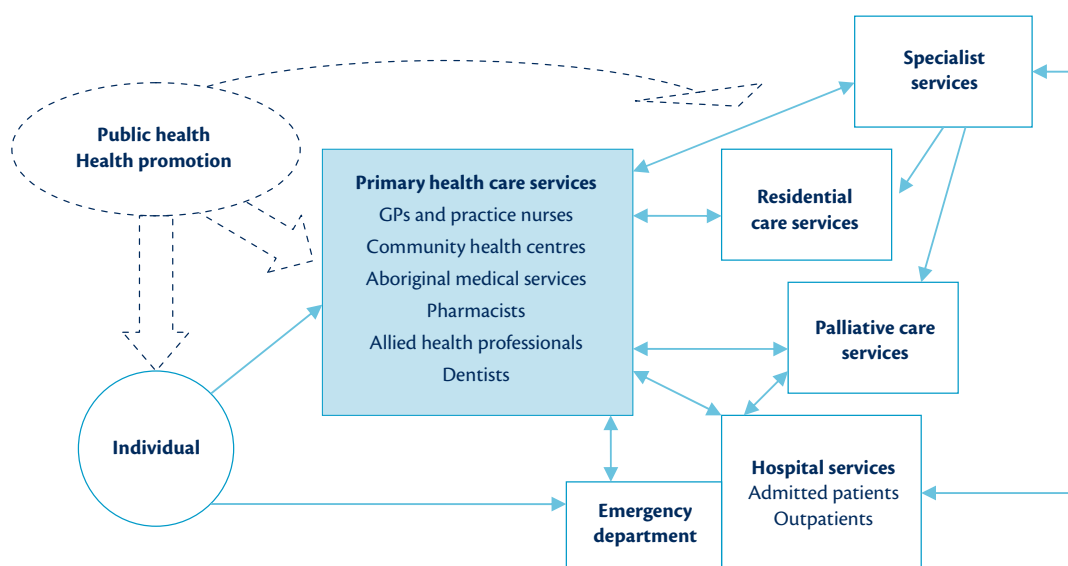 Public health
Health promotion
Specialist
services
Primary health care services
GPs and practice nurses
Community health centres
Aboriginal medical services
Pharmacists
Allied health professionals
Dentists
Residential
care services
Palliative care
services
Individual
Emergency
department
Hospital services
Admitted patients
Outpatients